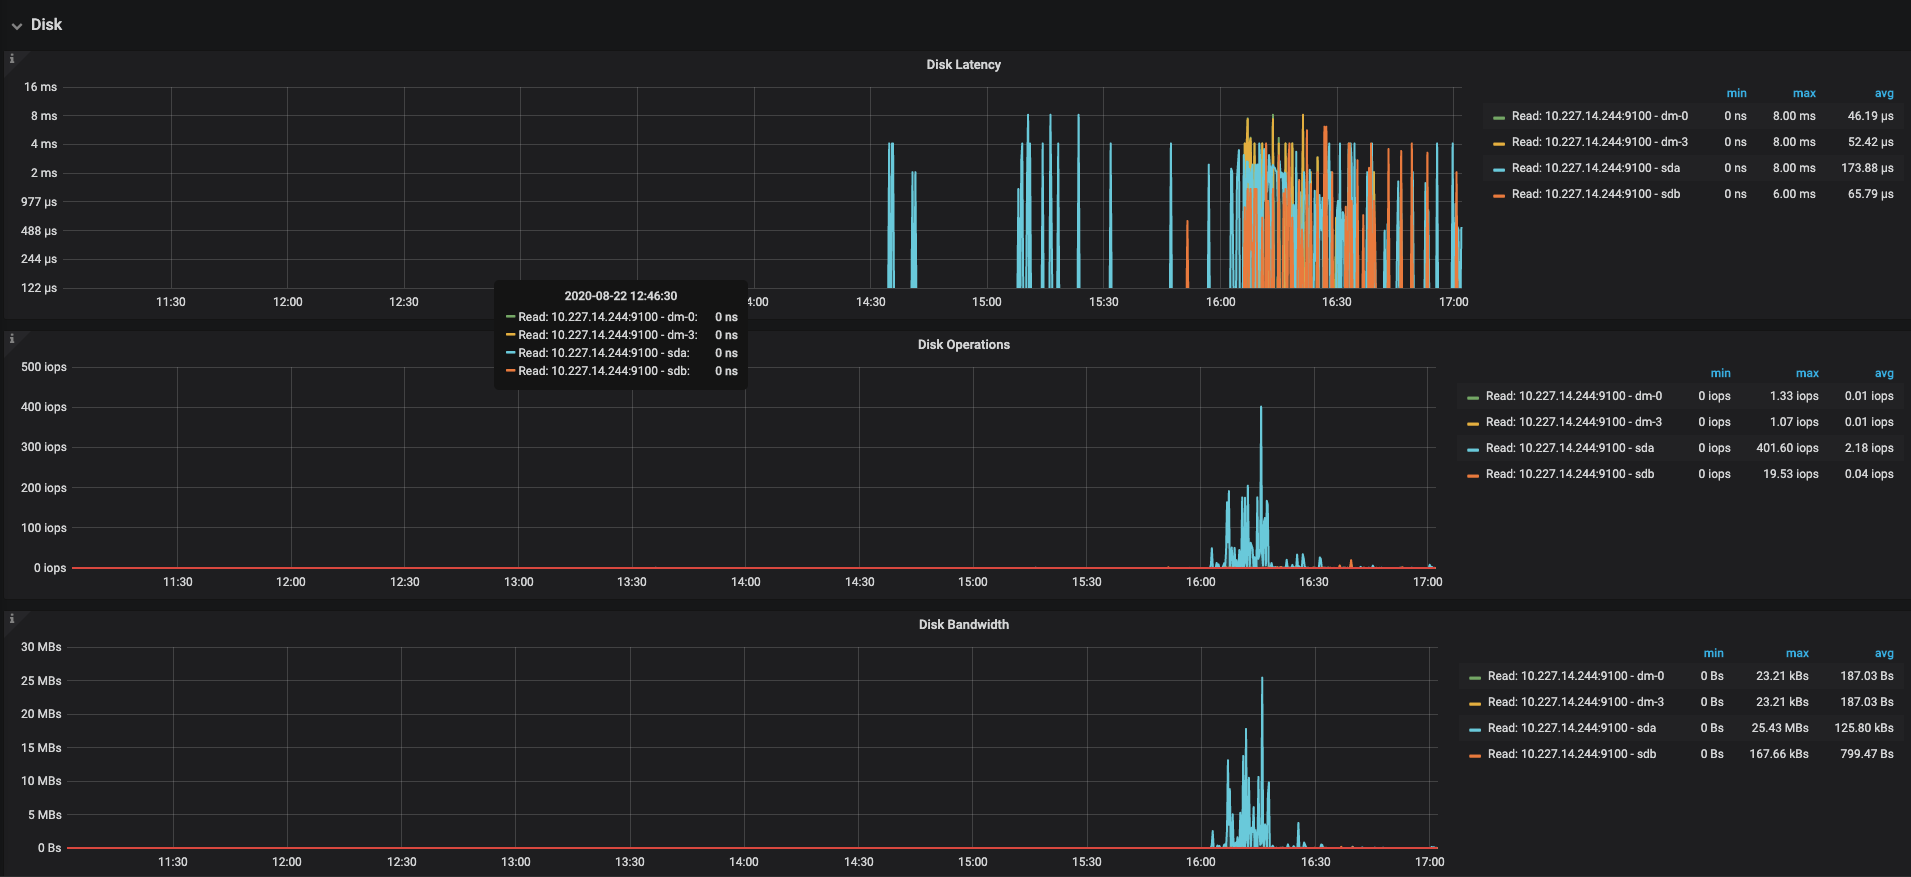 Disk
i
Disk Latency
16 ms
8 ms
4 ms
2 ms
977 µs
488 µs
244 µs
122 µs
11:30 12:00 12:30 4:00 14:30 15:00 15:30 16:00 16:30 17:00
min max avg
Read: 10.227.14.244:9100 - dm-0 0 ns 8.00 ms 46.19 µs
Read: 10.227.14.244:9100 - dm-3 0 ns 8.00 ms 52.42 µs
Read: 10.227.14.244:9100 - sda 0 ns 8.00 ms 173.88 µs
Read: 10.227.14.244:9100 - sdb 0 ns 6.00 ms 65.79 µs
2020-08-22 12:46:30
Read: 10.227.14.244:9100 - dm-0: 0 ns
Read: 10.227.14.244:9100 - dm-3: 0 ns
Read: 10.227.14.244:9100 - sda: 0 ns
Read: 10.227.14.244:9100 - sdb: 0 ns
i
Disk Operations
500 iops
400 iops
300 iops
200 iops
100 iops
0 iops
11:30 12:00 12:30 13:00 13:30 14:00 14:30 15:00 15:30 16:00 16:30 17:00
min max avg
Read: 10.227.14.244:9100 - dm-0 0 iops 1.33 iops 0.01 iops
Read: 10.227.14.244:9100 - dm-3 0 iops 1.07 iops 0.01 iops
Read: 10.227.14.244:9100 - sda 0 iops 401.60 iops 2.18 iops
Read: 10.227.14.244:9100 - sdb 0 iops 19.53 iops 0.04 iops
i
Disk Bandwidth
30 MBs
25 MBs
20 MBs
15 MBs
10 MBs
5 MBs
0 Bs
11:30 12:00 12:30 13:00 13:30 14:00 14:30 15:00 15:30 16:00 16:30 17:00
min max avg
Read: 10.227.14.244:9100 - dm-0 0 Bs 23.21 kBs 187.03 Bs
Read: 10.227.14.244:9100 - dm-3 0 Bs 23.21 kBs 187.03 Bs
Read: 10.227.14.244:9100 - sda 0 Bs 25.43 MBs 125.80 kBs
Read: 10.227.14.244:9100 - sdb 0 Bs 167.66 kBs 799.47 Bs